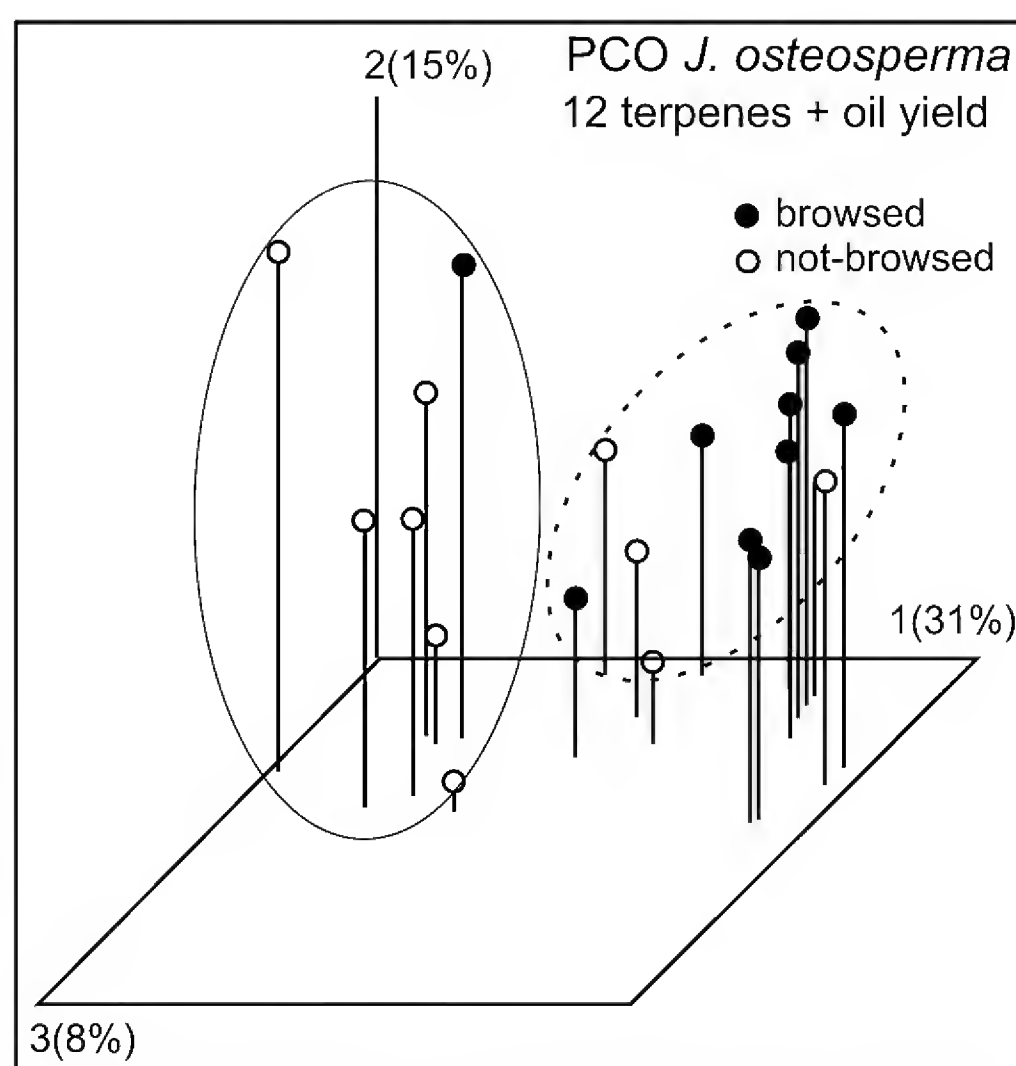 PCO J. osteosperma
12 terpenes + oil yield
2(15%)
browsed
not-browsed
1(31%)
3(8%)